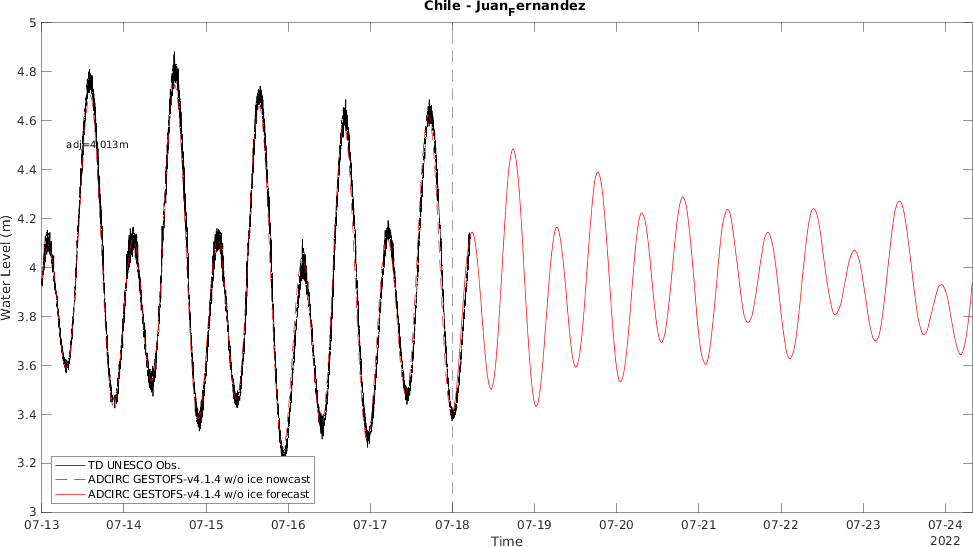 Chile - JuanFernandez
5
4.8
4.6
adj=4.013m
4.4
4.2
4
3.8
3.6
3.4
3.2
3
Water Level (m)
TD UNESCO Obs.
ADCIRC GESTOFS-v4.1.4 w/o ice nowcast
ADCIRC GESTOFS-v4.1.4 w/o ice forecast
07-13 07-14 07-15 07-16 07-17 07-18 07-19 07-20 07-21 07-22 07-23 07-24
Time
2022